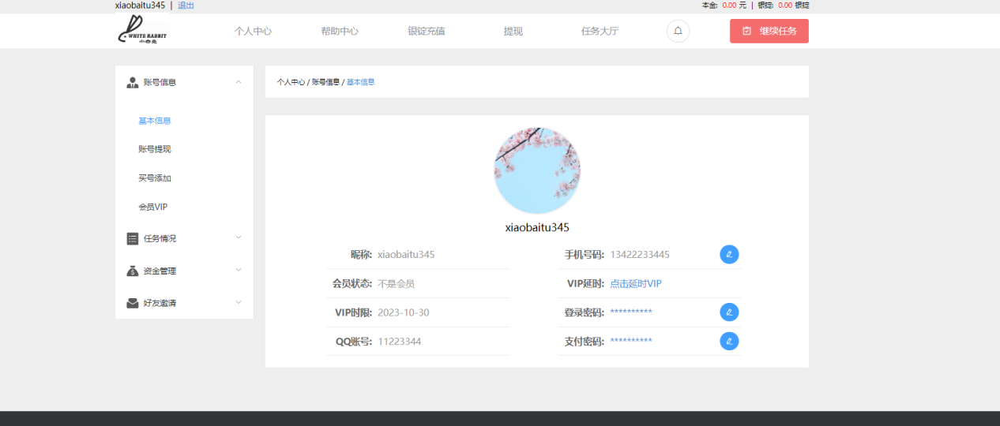 xiaobaitu345 | 退出
本金: 0.00 元 | 银锭: 0.00 银锭
WHITE RABBIT
小白兔
个人中心 帮助中心 银锭充值 提现 任务大厅 继续任务
账号信息
基本信息
账号提现
买号添加
会员VIP
任务情况
资金管理
好友邀请
个人中心 / 账号信息 / 基本信息
xiaobaitu345
昵称: xiaobaitu345
手机号码: 13422233445
会员状态: 不是会员
VIP延时: 点击延时VIP
VIP时限: 2023-10-30
登录密码: **********
QQ账号: 11223344
支付密码: **********